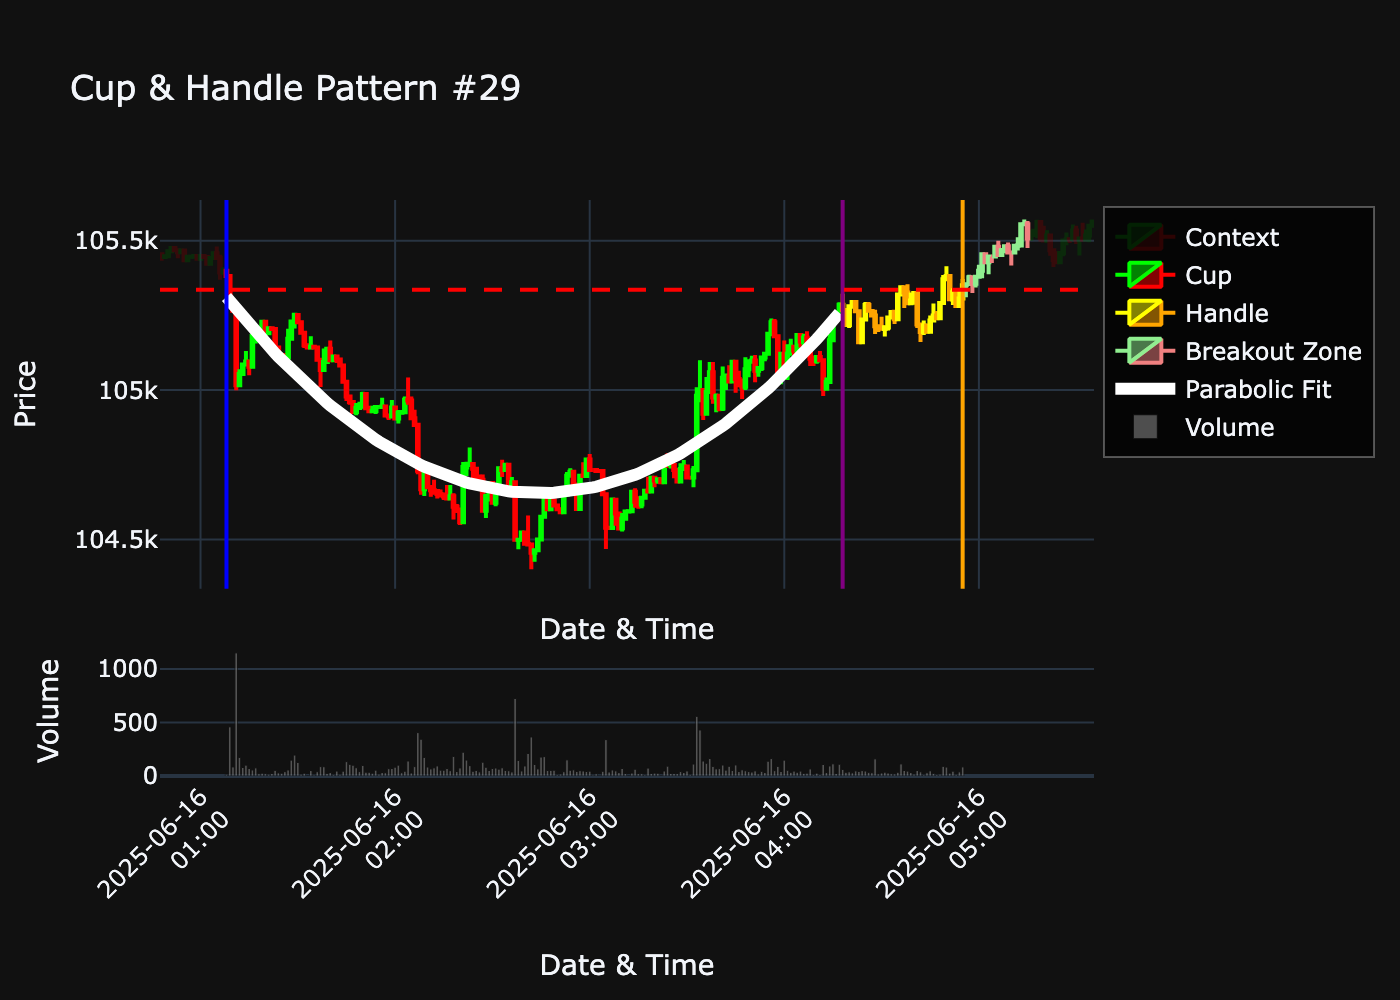 Cup & Handle Pattern #29
Price
105.5k
105k
104.5k
Date & Time
Context
Cup
Handle
Breakout Zone
Parabolic Fit
Volume
Volume
1000
500
0
2025-06-16
01:00
2025-06-16
02:00
2025-06-16
03:00
2025-06-16
04:00
2025-06-16
05:00
Date & Time